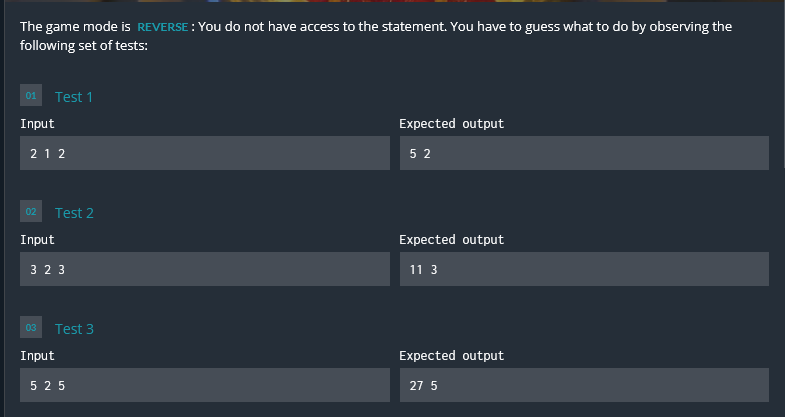 The game mode is REVERSE: You do not have access to the statement. You have to guess what to do by observing the
following set of tests:
01 Test 1
Input Expected output
2 1 2 5 2
02 Test 2
Input Expected output
3 2 3 11 3
03 Test 3
Input Expected output
5 2 5 27 5